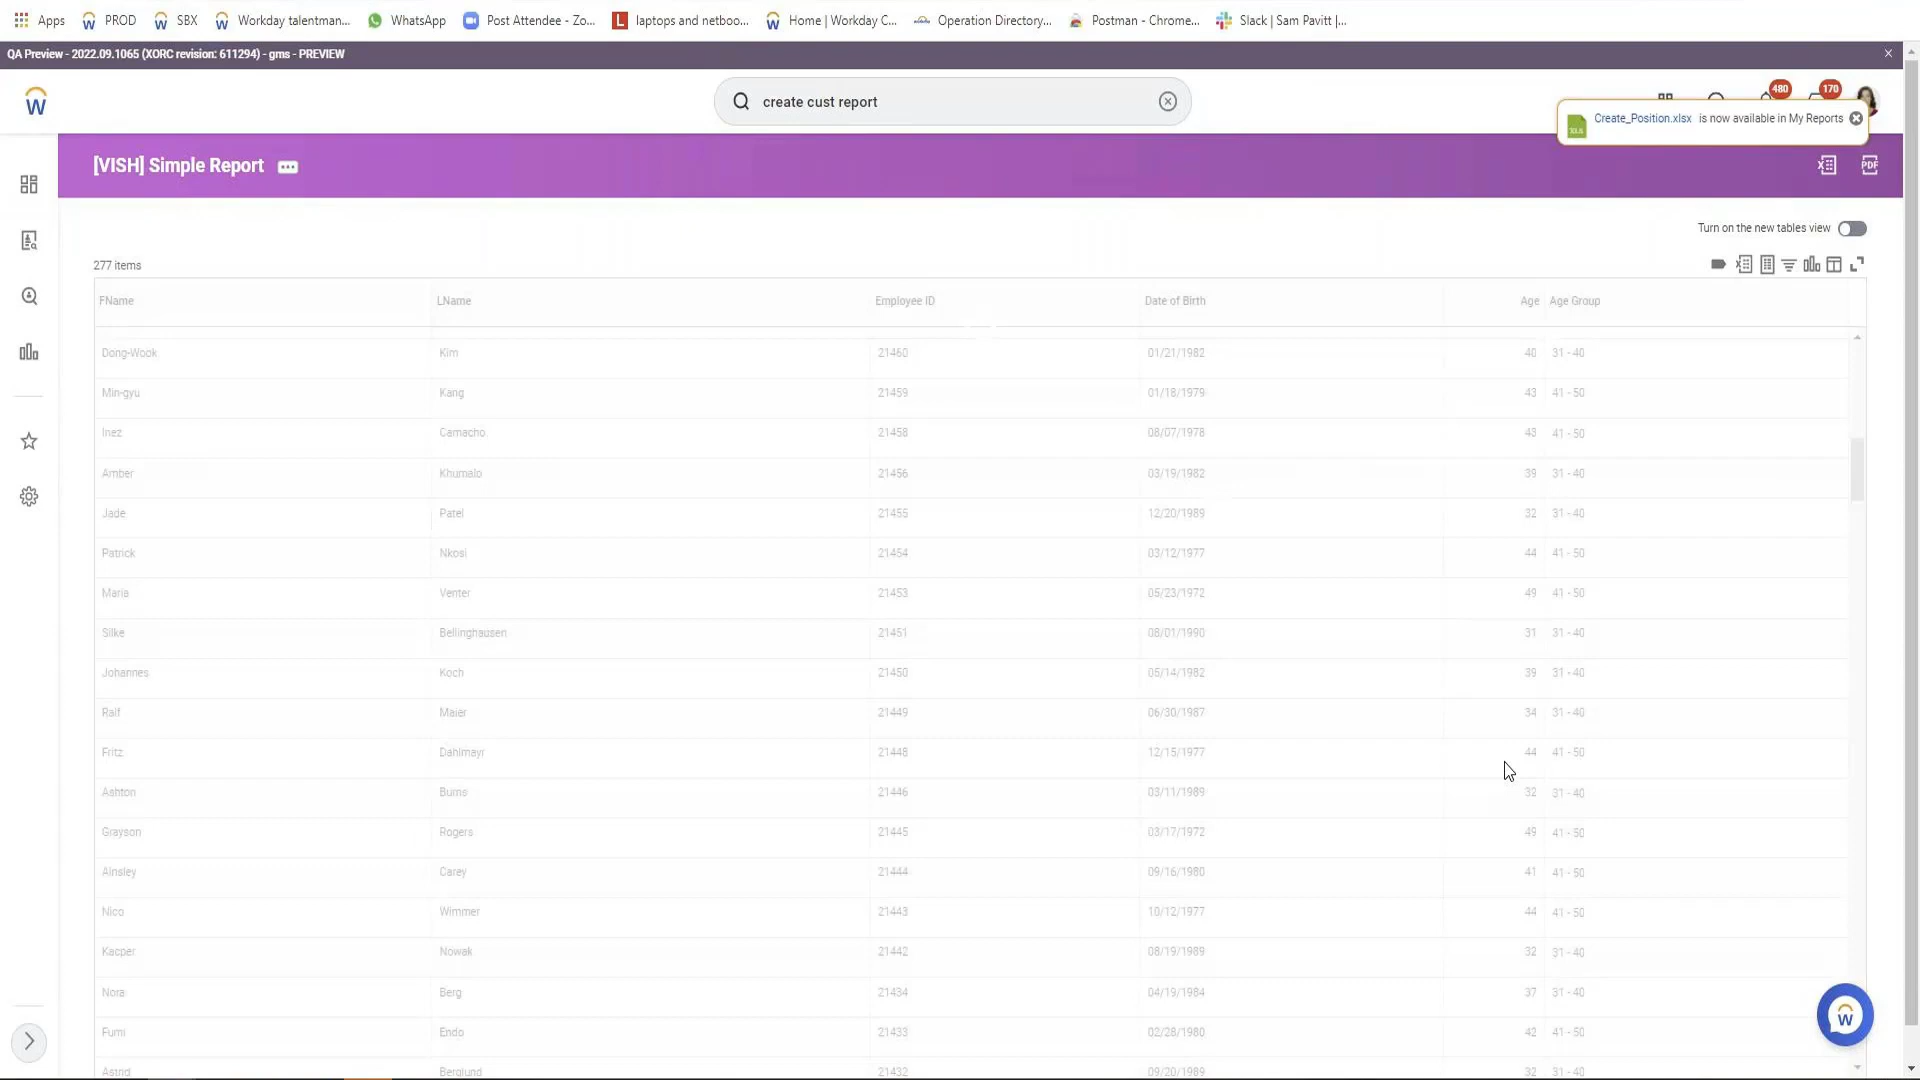 Apps PROD SBX Workday talentman... WhatsApp Post Attendee - Zo... laptops and netboo... Home | Workday C... Operation Directory,... Postman - Chrome... Slack | Sam Pavitt |...
QA Preview - 2022.09.1065 (XORC revision: 611294) - gms - PREVIEW
create cust report
480 170
Create_Position.xlsx is now available in My Reports
[VISH] Simple Report
PDF
Turn on the new tables view
277 items
FName LName Employee ID Date of Birth Age Age Group
Dong-Wook Kim 21460 01/21/1982 40 31 - 40
Min-gyu Kang 21459 01/18/1979 43 41 - 50
Inez Camacho 21458 08/07/1978 43 41 - 50
Amber Khumalo 21456 03/19/1982 39 31 - 40
Jade Patel 21455 12/20/1989 32 31 - 40
Patrick Nkosi 21454 03/12/1977 44 41 - 50
Maria Venter 21453 05/23/1972 49 41 - 50
Silke Bellinghausen 21451 08/01/1990 31 31 - 40
Johannes Koch 21450 05/14/1982 39 31 - 40
Ralf Maier 21449 06/30/1987 34 31 - 40
Fritz Dahlmayr 21448 12/15/1977 44 41 - 50
Ashton Burns 21446 03/11/1989 32 31 - 40
Grayson Rogers 21445 03/17/1972 49 41 - 50
Ainsley Carey 21444 09/16/1980 41 41 - 50
Nico Wimmer 21443 10/12/1977 44 41 - 50
Kacper Nowak 21442 08/19/1989 32 31 - 40
Nora Berg 21434 04/19/1984 37 31 - 40
Fumi Endo 21433 02/28/1980 42 41 - 50
Astrid Berglund 21432 09/20/1989 32 31 - 40